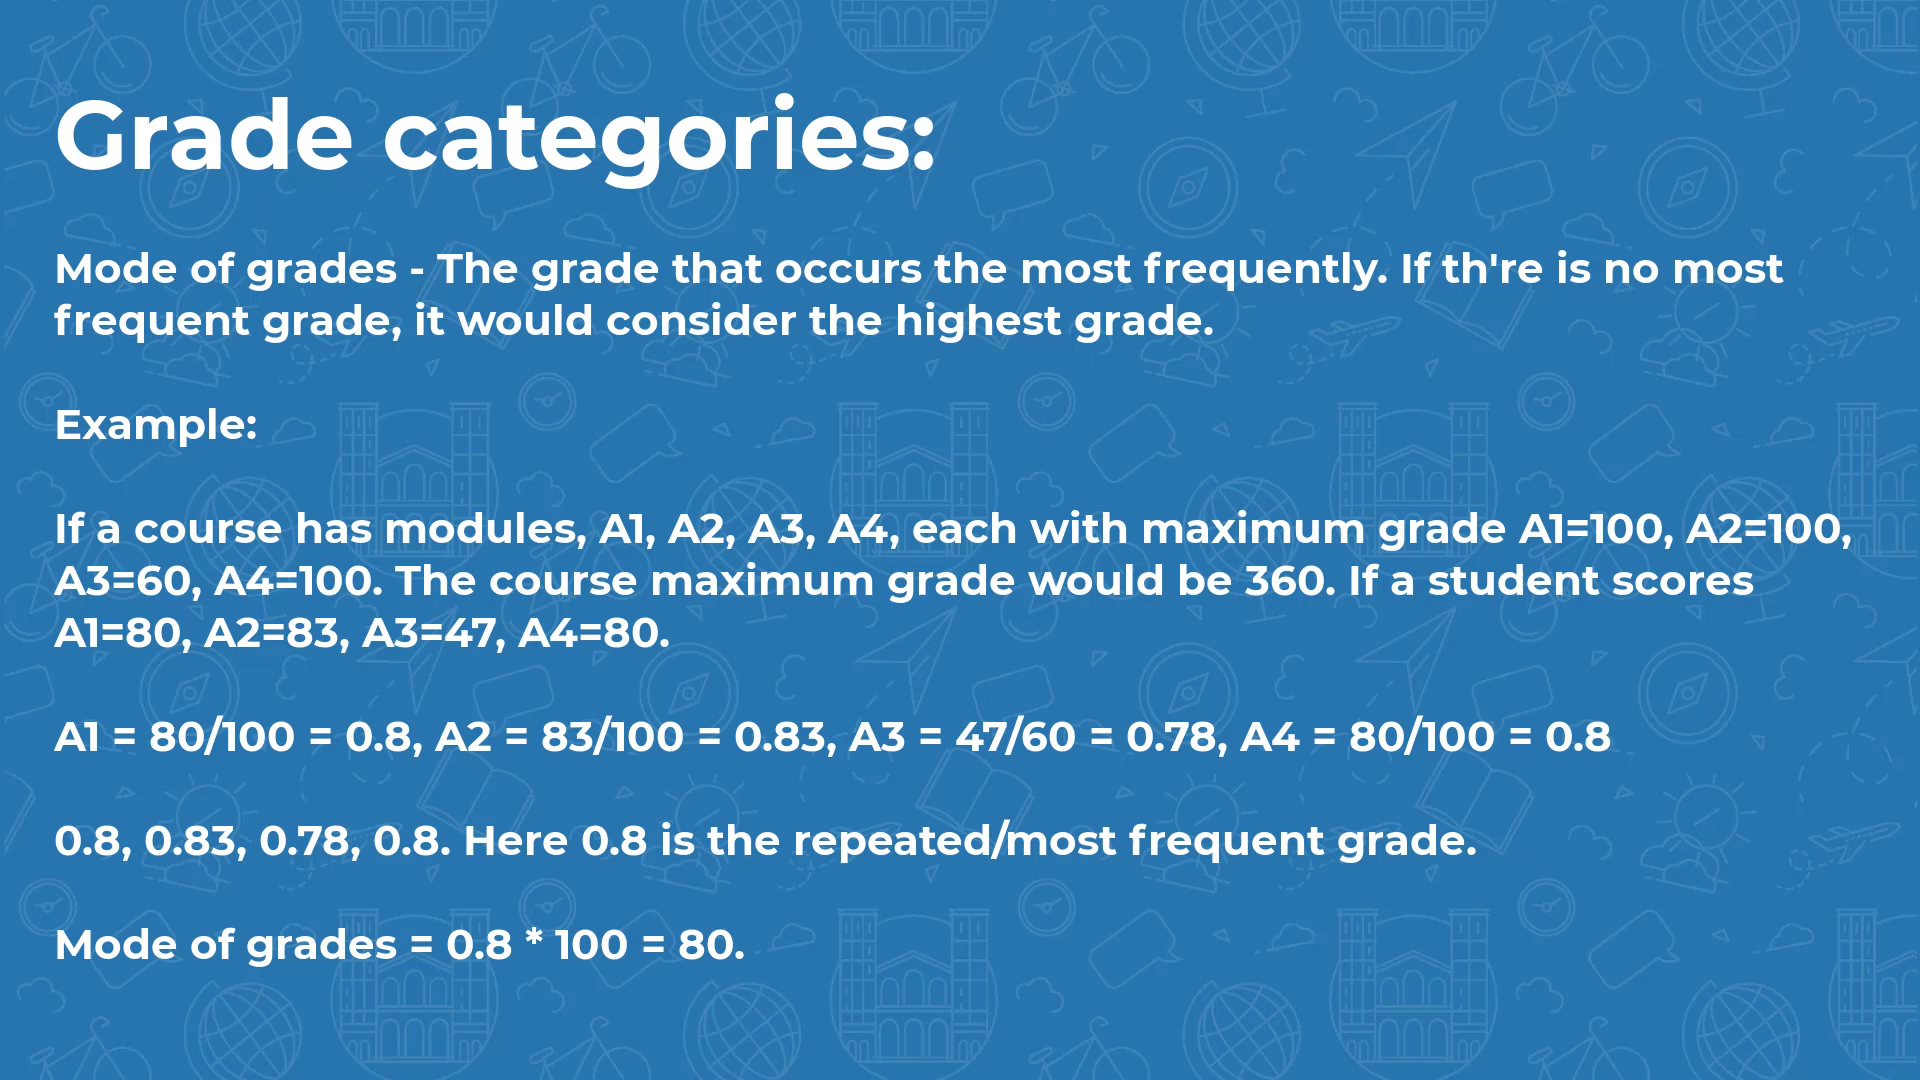 Grade categories:
Mode of grades - The grade that occurs the most frequently. If th're is no most
frequent grade, it would consider the highest grade.
Example:
If a course has modules, A1, A2, A3, A4, each with maximum grade A1=100, A2=100,
A3=60, A4=100. The course maximum grade would be 360. If a student scores
A1=80, A2=83, A3=47, A4=80.
A1 = 80/100 = 0.8, A2 = 83/100 = 0.83, A3 = 47/60 = 0.78, A4 = 80/100 = 0.8
0.8, 0.83, 0.78, 0.8. Here 0.8 is the repeated/most frequent grade.
Mode of grades = 0.8 * 100 = 80.